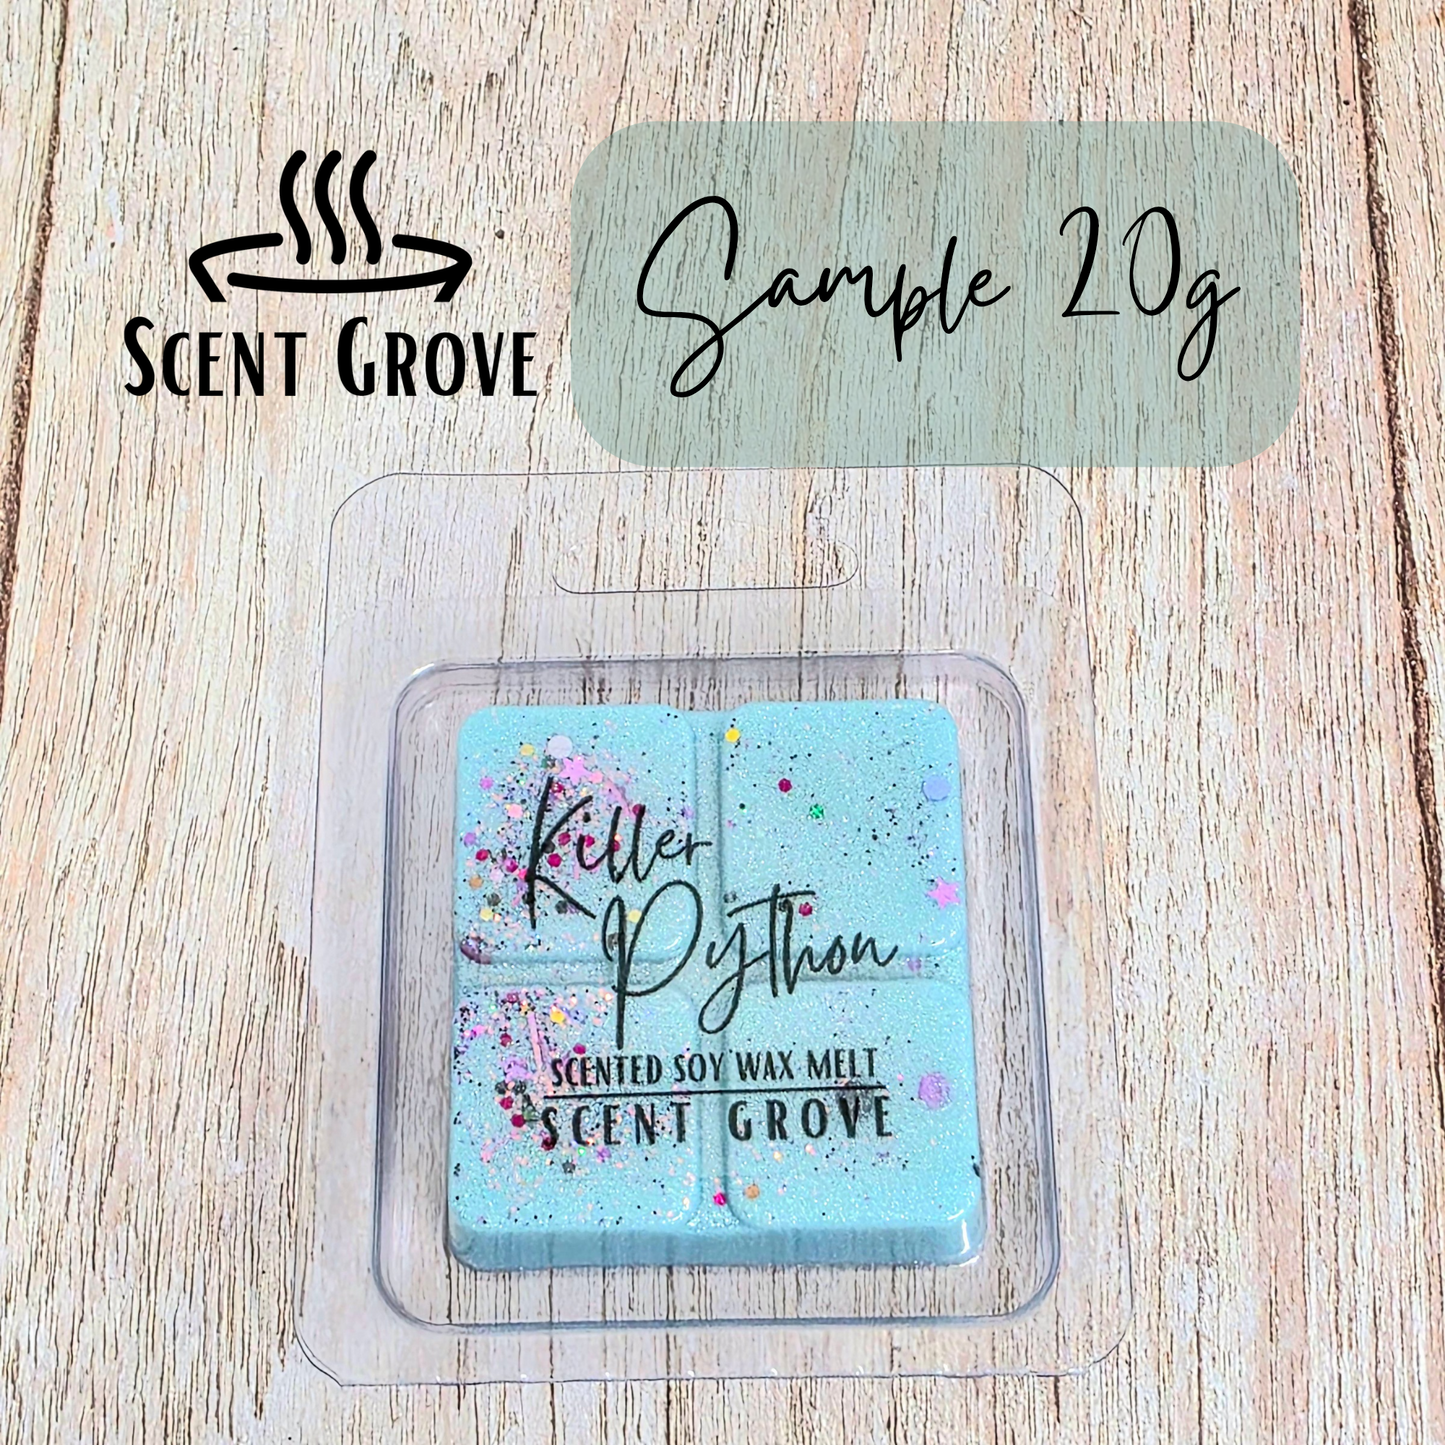 SCENT GROVE
Sample 20g
Killer
Python
SCENTED SOY WAX MELT
SCENT GROVE